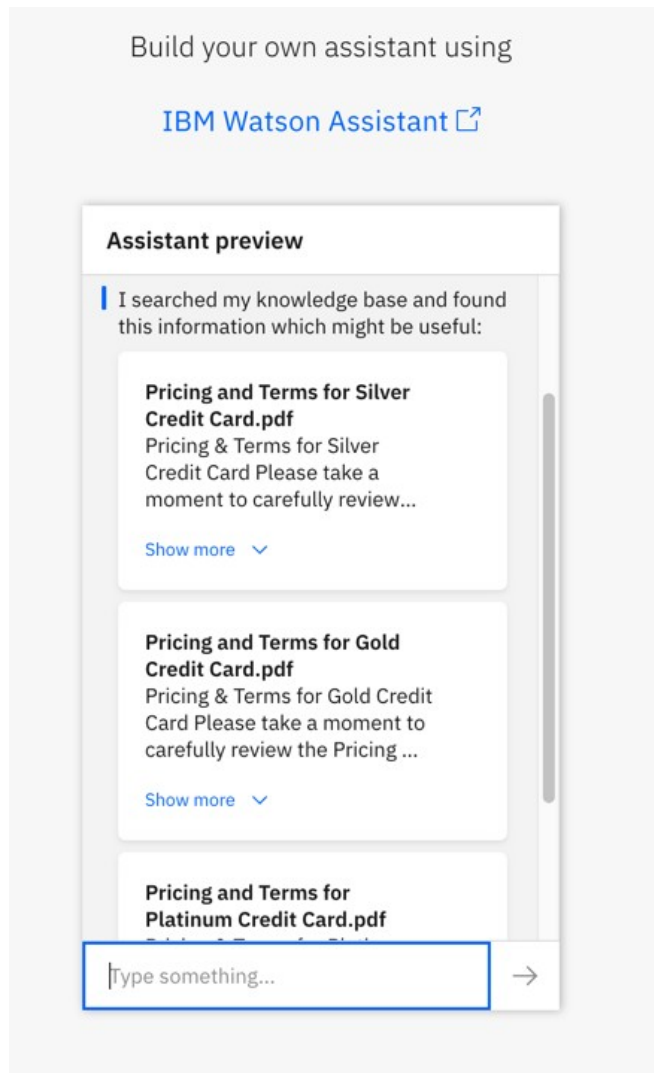 Build your own assistant using
IBM Watson Assistant
Assistant preview
I searched my knowledge base and found
this information which might be useful:
Pricing and Terms for Silver
Credit Card.pdf
Pricing & Terms for Silver
Credit Card Please take a
moment to carefully review...
Show more
Pricing and Terms for Gold
Credit Card.pdf
Pricing & Terms for Gold Credit
Card Please take a moment to
carefully review the Pricing ...
Show more
Pricing and Terms for
Platinum Credit Card.pdf
Type something...